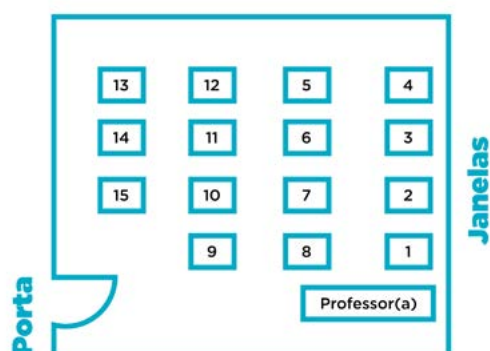 13 12 5 4
14 11 6 3
15 10 7 2
9 8 1
Professor(a)
Porta
Janelas